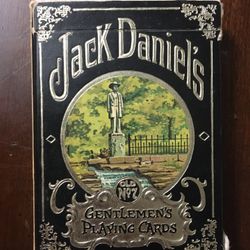 Jack Daniel's
OLD
No7
GENTLEMEN'S
PLAYING CARDS